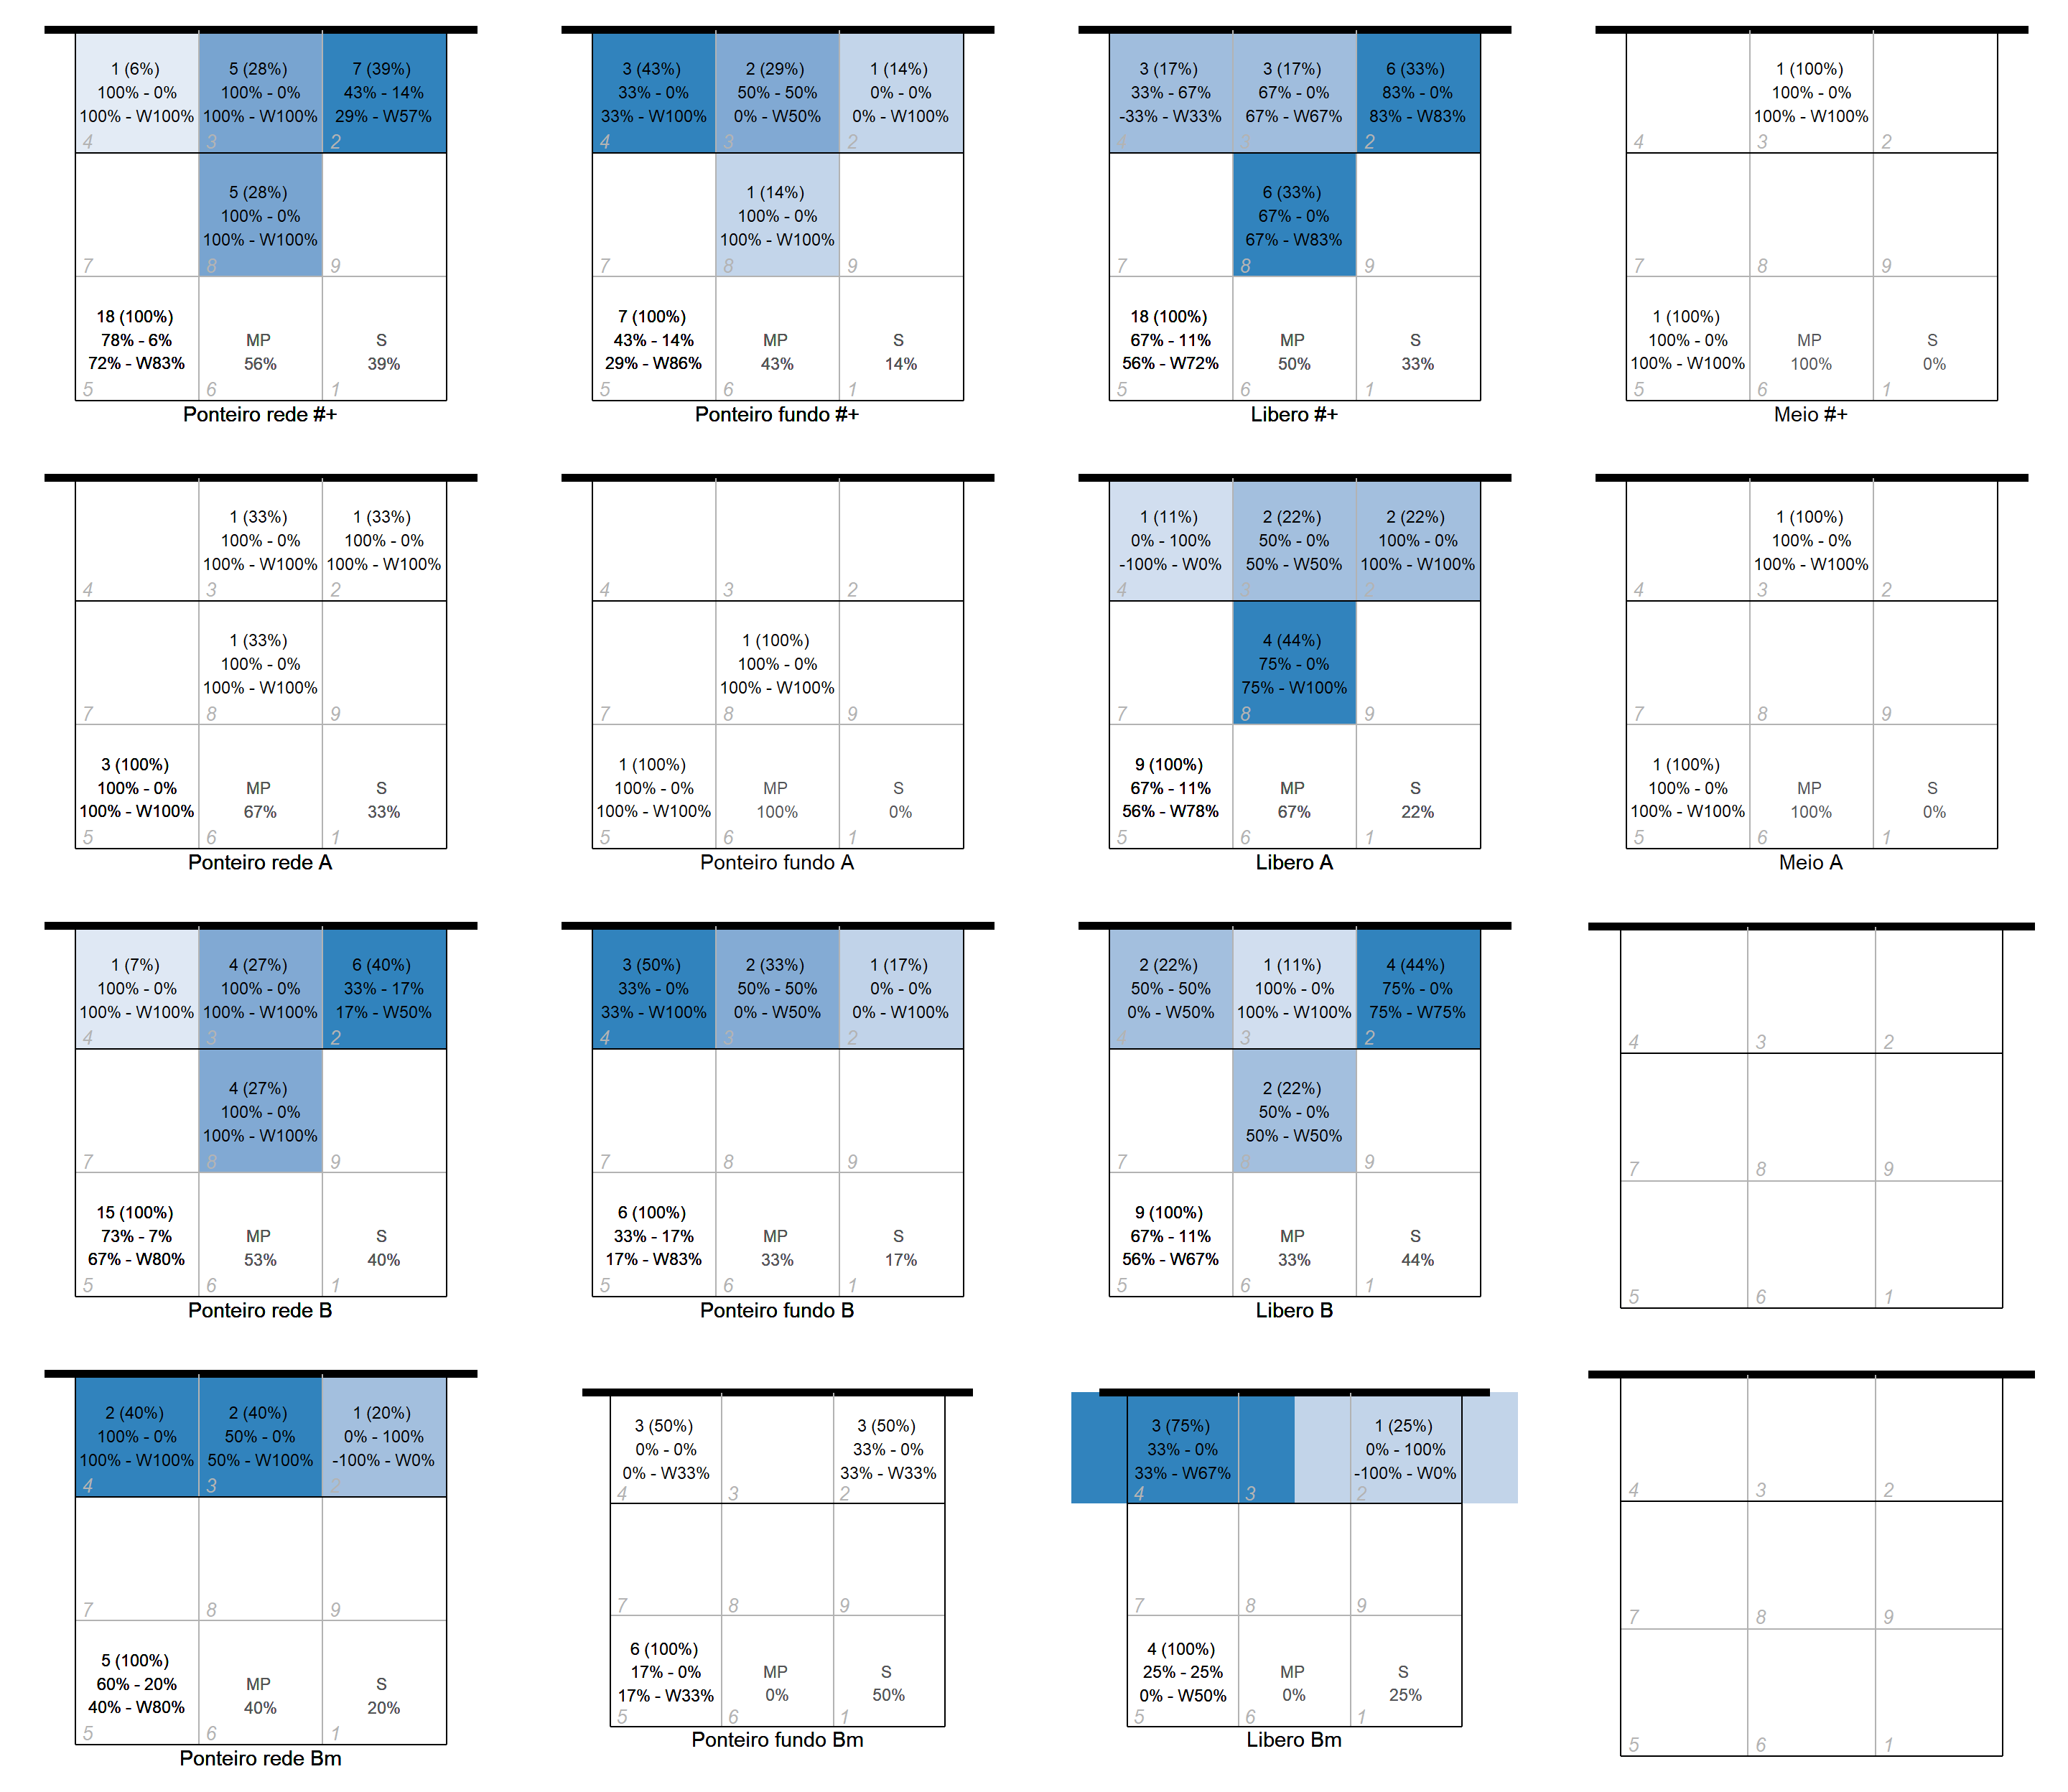 1 (6%)
100% - 0%
100% - W100%
4
5 (28%)
100% - 0%
100% - W100%
3
7 (39%)
43% - 14%
29% - W57%
2
7
5 (28%)
100% - 0%
100% - W100%
8
9
18 (100%)
78% - 6%
72% - W83%
5
MP
56%
6
S
39%
1
Ponteiro rede #+
3 (43%)
33% - 0%
33% - W100%
4
2 (29%)
50% - 50%
0% - W50%
3
1 (14%)
0% - 0%
0% - W100%
2
7
1 (14%)
100% - 0%
100% - W100%
8
9
7 (100%)
43% - 14%
29% - W86%
5
MP
43%
6
S
14%
1
Ponteiro fundo #+
3 (17%)
33% - 67%
-33% - W33%
4
3 (17%)
67% - 0%
67% - W67%
3
6 (33%)
83% - 0%
83% - W83%
2
7
6 (33%)
67% - 0%
67% - W83%
8
9
18 (100%)
67% - 11%
56% - W72%
5
MP
50%
6
S
33%
1
Libero #+
4
1 (100%)
100% - 0%
100% - W100%
3
2
7
8
9
1 (100%)
100% - 0%
100% - W100%
5
MP
100%
6
S
0%
1
Meio #+
4
1 (33%)
100% - 0%
100% - W100%
3
1 (33%)
100% - 0%
100% - W100%
2
7
1 (33%)
100% - 0%
100% - W100%
8
9
3 (100%)
100% - 0%
100% - W100%
5
MP
67%
6
S
33%
1
Ponteiro rede A
4
3
2
7
1 (100%)
100% - 0%
100% - W100%
8
9
1 (100%)
100% - 0%
100% - W100%
5
MP
100%
6
S
0%
1
Ponteiro fundo A
1 (11%)
0% - 100%
-100% - W0%
4
2 (22%)
50% - 0%
50% - W50%
3
2 (22%)
100% - 0%
100% - W100%
2
7
4 (44%)
75% - 0%
75% - W100%
8
9
9 (100%)
67% - 11%
56% - W78%
5
MP
67%
6
S
22%
1
Libero A
4
1 (100%)
100% - 0%
100% - W100%
3
2
7
8
9
1 (100%)
100% - 0%
100% - W100%
5
MP
100%
6
S
0%
1
Meio A
1 (7%)
100% - 0%
100% - W100%
4
4 (27%)
100% - 0%
100% - W100%
3
6 (40%)
33% - 17%
17% - W50%
2
7
4 (27%)
100% - 0%
100% - W100%
8
9
15 (100%)
73% - 7%
67% - W80%
5
MP
53%
6
S
40%
1
Ponteiro rede B
3 (50%)
33% - 0%
33% - W100%
4
2 (33%)
50% - 50%
0% - W50%
3
1 (17%)
0% - 0%
0% - W100%
2
7
8
9
6 (100%)
33% - 17%
17% - W83%
5
MP
33%
6
S
17%
1
Ponteiro fundo B
2 (22%)
50% - 50%
0% - W50%
4
1 (11%)
100% - 0%
100% - W100%
3
4 (44%)
75% - 0%
75% - W75%
2
7
2 (22%)
50% - 0%
50% - W50%
8
9
9 (100%)
67% - 11%
56% - W67%
5
MP
33%
6
S
44%
1
Libero B
4
3
2
7
8
9
5
6
1
2 (40%)
100% - 0%
100% - W100%
4
2 (40%)
50% - 0%
50% - W100%
3
1 (20%)
0% - 100%
-100% - W0%
2
7
8
9
5 (100%)
60% - 20%
40% - W80%
5
MP
40%
6
S
20%
1
Ponteiro rede Bm
3 (50%)
0% - 0%
0% - W33%
4
3
3 (50%)
33% - 0%
33% - W33%
2
7
8
9
6 (100%)
17% - 0%
17% - W33%
5
MP
0%
6
S
50%
1
Ponteiro fundo Bm
3 (75%)
33% - 0%
33% - W67%
4
3
1 (25%)
0% - 100%
-100% - W0%
2
7
8
9
4 (100%)
25% - 25%
0% - W50%
5
MP
0%
6
S
25%
1
Libero Bm
4
3
2
7
8
9
5
6
1